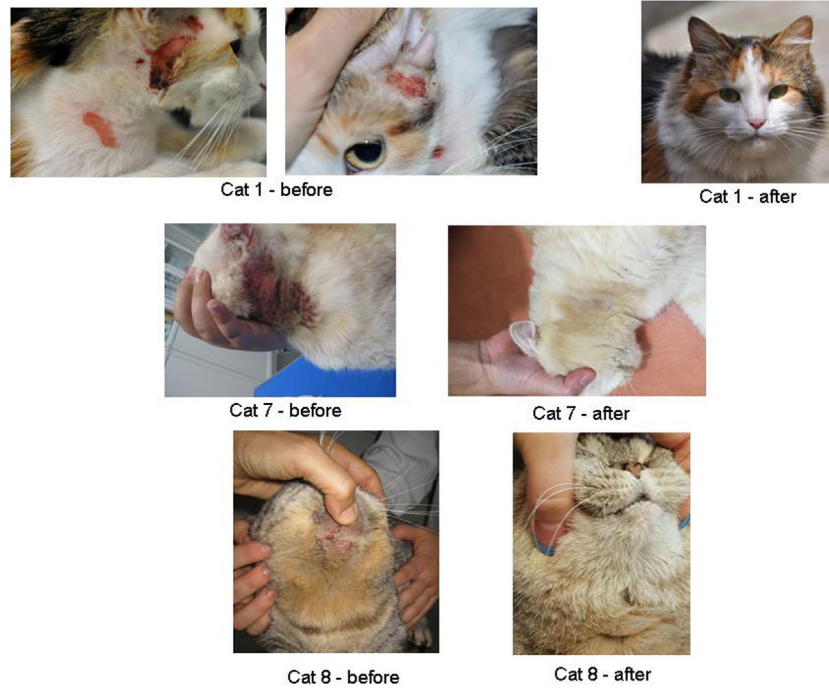 Cat 1 - before
Cat 1 - after
Cat 7 - before
Cat 7 - after
Cat 8 - before
Cat 8 - after